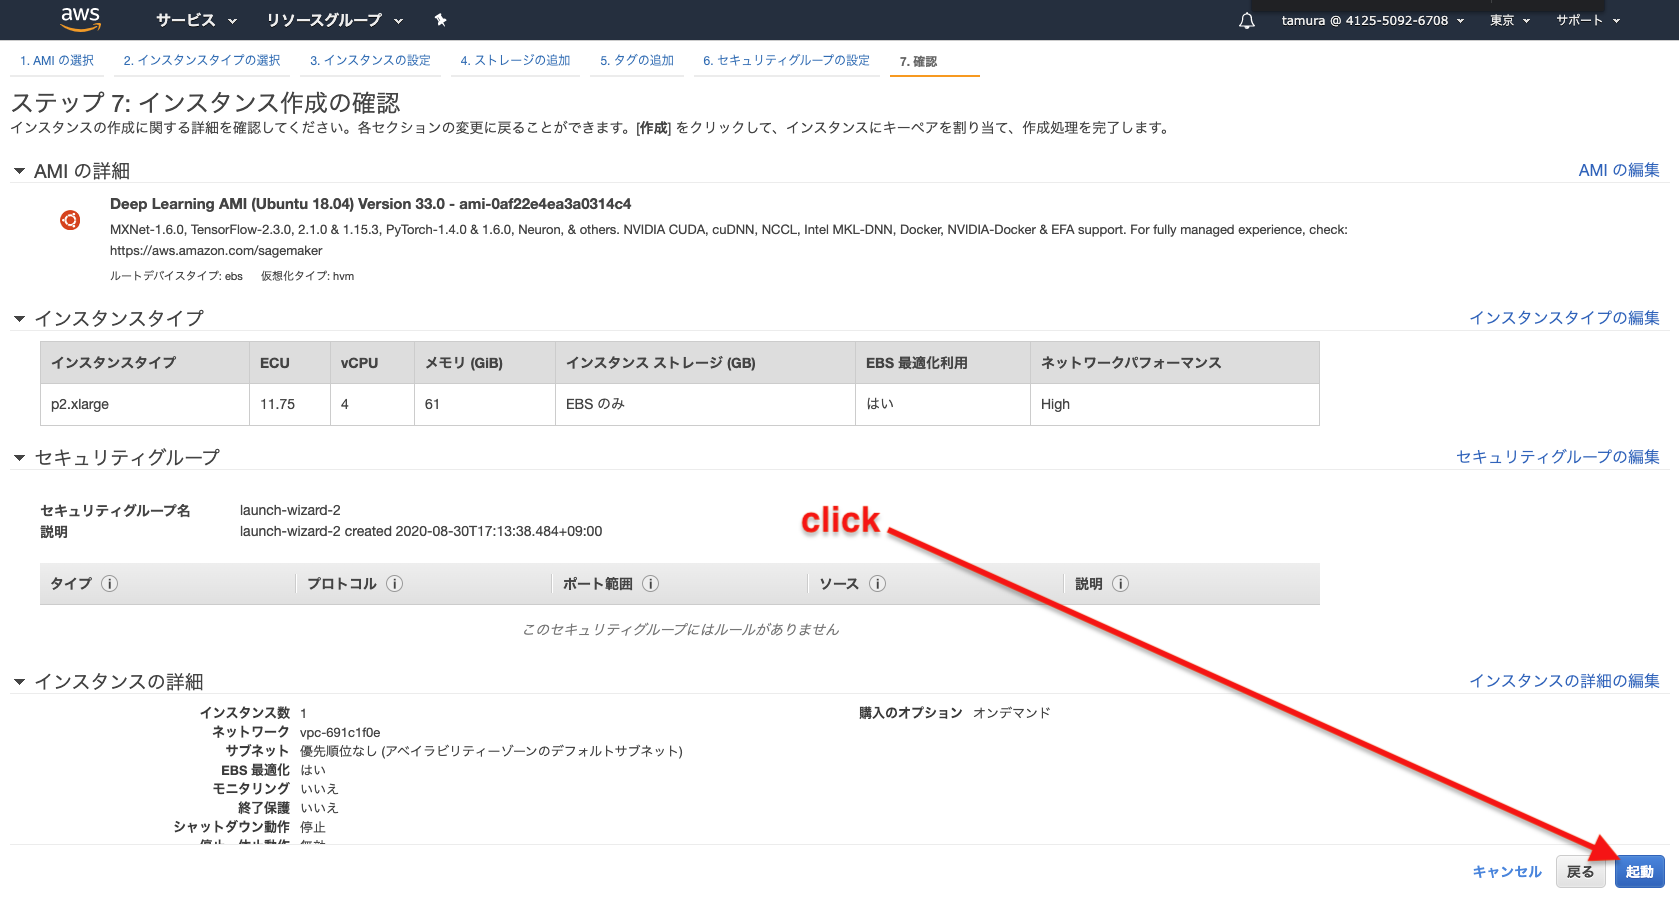 aws サービス リソースグループ tamura @ 4125-5092-6708 東京 サポート
1. AMI の選択 2. インスタンスタイプの選択 3. インスタンスの設定 4. ストレージの追加 5. タグの追加 6. セキュリティグループの設定 7. 確認
ステップ 7: インスタンス作成の確認
インスタンスの作成に関する詳細を確認してください。各セクションの変更に戻ることができます。[作成] をクリックして、インスタンスにキーペアを割り当て、作成処理を完了します。
AMI の詳細 AMI の編集
Deep Learning AMI (Ubuntu 18.04) Version 33.0 - ami-0af22e4ea3a0314c4
MXNet-1.6.0, TensorFlow-2.3.0, 2.1.0 & 1.15.3, PyTorch-1.4.0 & 1.6.0, Neuron, & others. NVIDIA CUDA, cuDNN, NCCL, Intel MKL-DNN, Docker, NVIDIA-Docker & EFA support. For fully managed experience, check:
https://aws.amazon.com/sagemaker
ルートデバイスタイプ: ebs 仮想化タイプ: hvm
インスタンスタイプ インスタンスタイプの編集
インスタンスタイプ ECU vCPU メモリ (GiB) インスタンス ストレージ (GB) EBS 最適化利用 ネットワークパフォーマンス
p2.xlarge 11.75 4 61 EBS のみ はい High
セキュリティグループ セキュリティグループの編集
セキュリティグループ名 launch-wizard-2
説明 launch-wizard-2 created 2020-08-30T17:13:38.484+09:00
click
タイプ プロトコル ポート範囲 ソース 説明
このセキュリティグループにはルールがありません
インスタンスの詳細 インスタンスの詳細の編集
インスタンス数 1 購入のオプション オンデマンド
ネットワーク vpc-691c1f0e
サブネット 優先順位なし (アベイラビリティーゾーンのデフォルトサブネット)
EBS 最適化 はい
モニタリング いいえ
終了保護 いいえ
シャットダウン動作 停止
キャンセル 戻る 起動